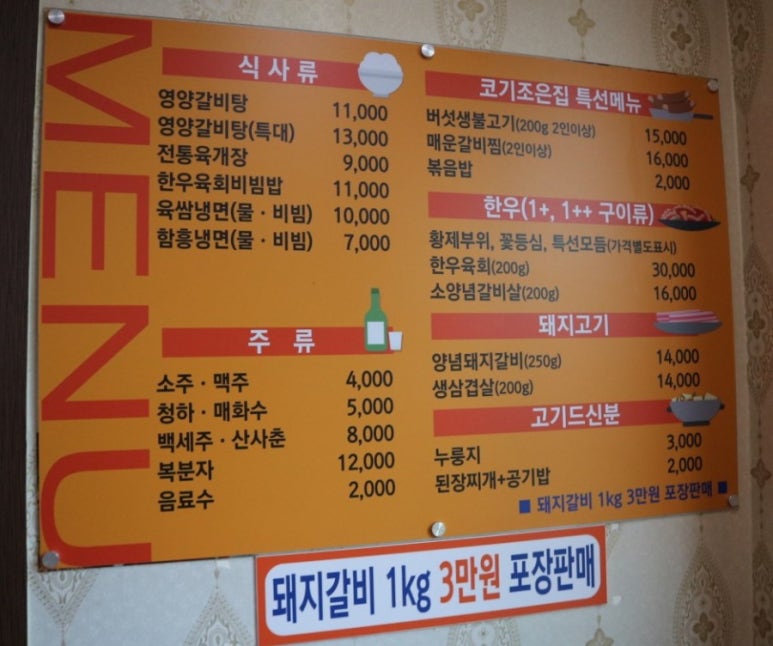 MENU
식사류
영양갈비탕 11,000
영양갈비탕(특대) 13,000
전통육개장 9,000
한우육회비빔밥 11,000
육쌈냉면(물·비빔) 10,000
함흥냉면(물·비빔) 7,000
주 류
소주·맥주 4,000
청하·매화수 5,000
백세주·산사춘 8,000
복분자 12,000
음료수 2,000
코기조은집 특선메뉴
버섯생불고기(200g 2인이상) 15,000
매운갈비찜(2인이상) 16,000
볶음밥 2,000
한우(1+, 1++ 구이류)
황제부위, 꽃등심, 특선모듬(가격별도표시)
한우육회(200g) 30,000
소양념갈비살(200g) 16,000
돼지고기
양념돼지갈비(250g) 14,000
생삼겹살(200g) 14,000
고기드신분
누룽지 3,000
된장찌개+공기밥 2,000
■ 돼지갈비 1kg 3만원 포장판매 ■
돼지갈비 1kg 3만원 포장판매